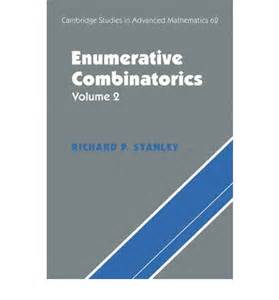 Cambridge Studies in Advanced Mathematics 62
Enumerative
Combinatorics
Volume 2
RICHARD P. STANLEY